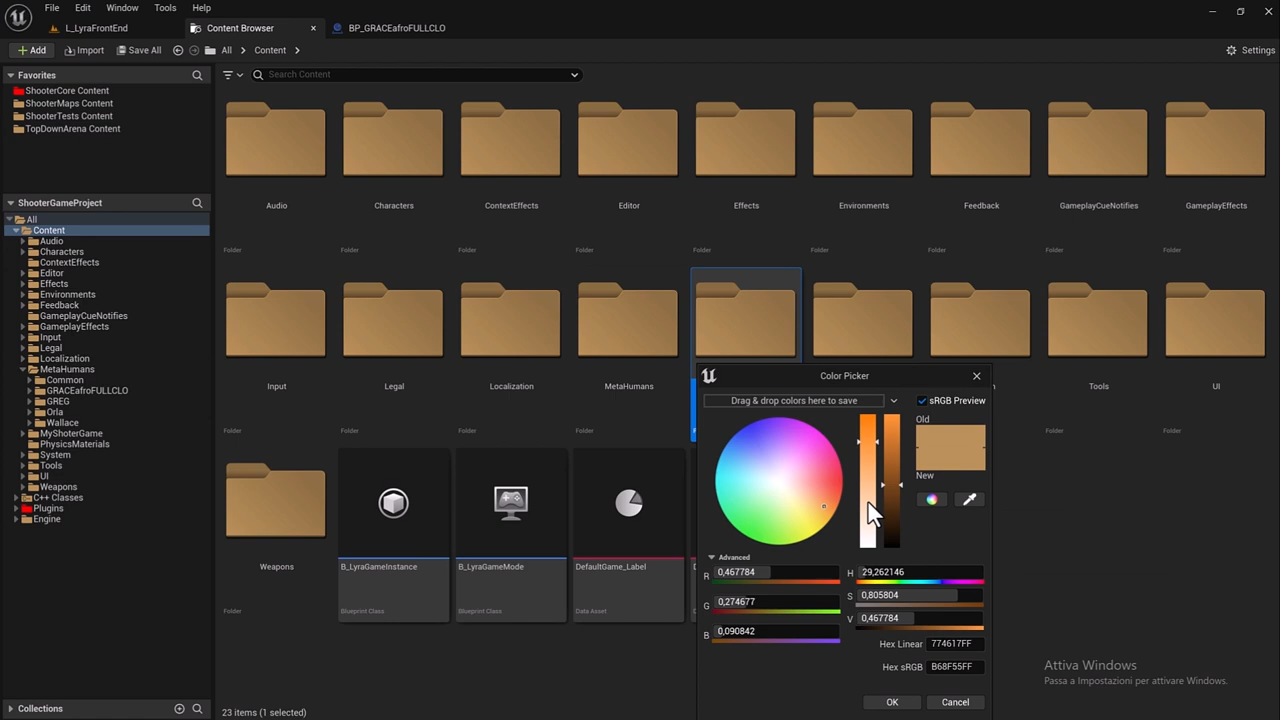 File Edit Window Tools Help
L_LyraFrontEnd Content Browser BP_GRACEafroFULLCLO
Add Import Save All All Content Settings
Favorites
Search Content
ShooterCore Content
ShooterMaps Content
ShooterTests Content
TopDownArena Content
ShooterGameProject
All
Content
Audio
Characters
ContextEffects
Editor
Effects
Environments
Feedback
GameplayCueNotifies
GameplayEffects
Input
Legal
Localization
MetaHumans
Common
GRACEafroFULLCLO
GREG
Orla
Wallace
MyShoterGame
PhysicsMaterials
System
Tools
UI
Weapons
C++ Classes
Plugins
Engine
Collections
Audio Characters ContextEffects Editor Effects Environments Feedback GameplayCueNotifies GameplayEffects
Folder Folder Folder Folder Folder Folder Folder Folder Folder
Input Legal Localization MetaHumans Tools UI
Folder Folder Folder Folder Folder Folder
Weapons
Folder
B_LyraGameInstance
Blueprint Class
B_LyraGameMode
Blueprint Class
DefaultGame_Label
Data Asset
Color Picker
Drag & drop colors here to save
sRGB Preview
Old
New
Advanced
R 0,467784
G 0,274677
B 0,090842
H 29,262146
S 0,805804
V 0,467784
Hex Linear 774617FF
Hex sRGB B68F55FF
OK Cancel
Attiva Windows
Passa a Impostazioni per attivare Windows.
23 items (1 selected)